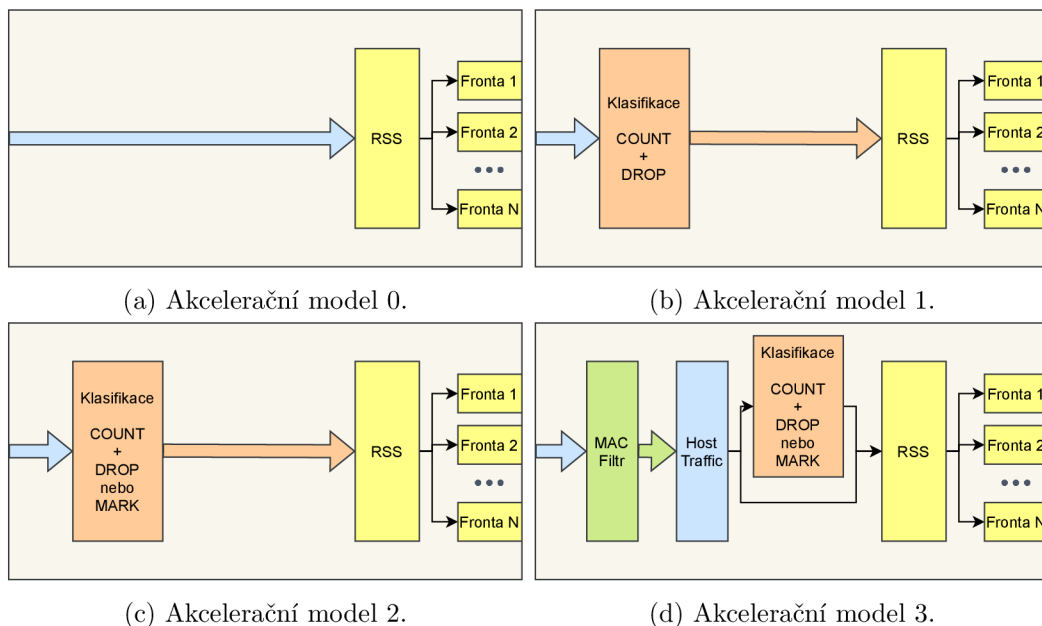 RSS
Fronta 1
Fronta 2
Fronta N
(a) Akcelerační model 0.
Klasifikace
COUNT
+
DROP
RSS
Fronta 1
Fronta 2
Fronta N
(b) Akcelerační model 1.
Klasifikace
COUNT
+
DROP
nebo
MARK
RSS
Fronta 1
Fronta 2
Fronta N
(c) Akcelerační model 2.
MAC
Filtr
Host
Traffic
Klasifikace
COUNT
+
DROP
nebo
MARK
RSS
Fronta 1
Fronta 2
Fronta N
(d) Akcelerační model 3.